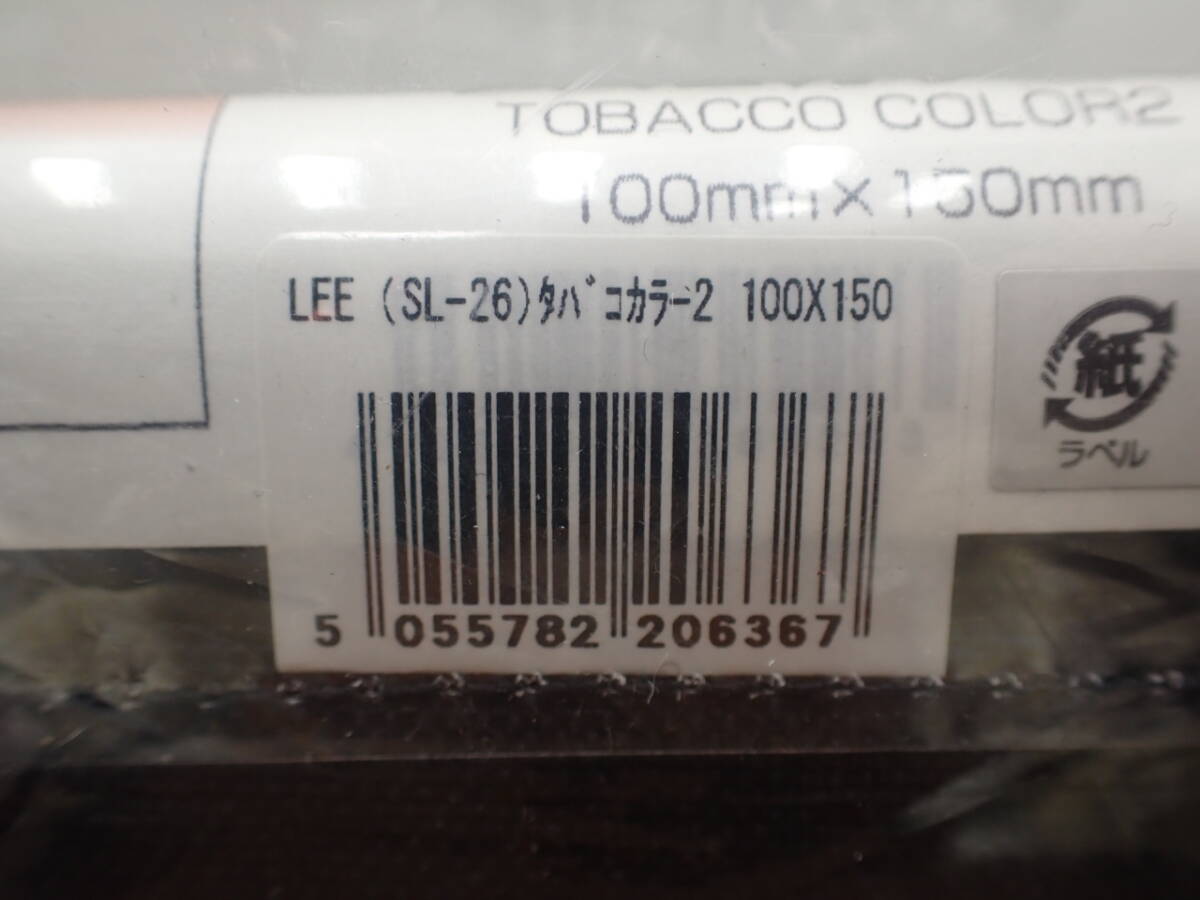 TOBACCO COLOR2
100mm×150mm
LEE (SL-26)ﾀﾊﾞｺｶﾗｰ2 100X150
紙
ラベル
5 055782 206367